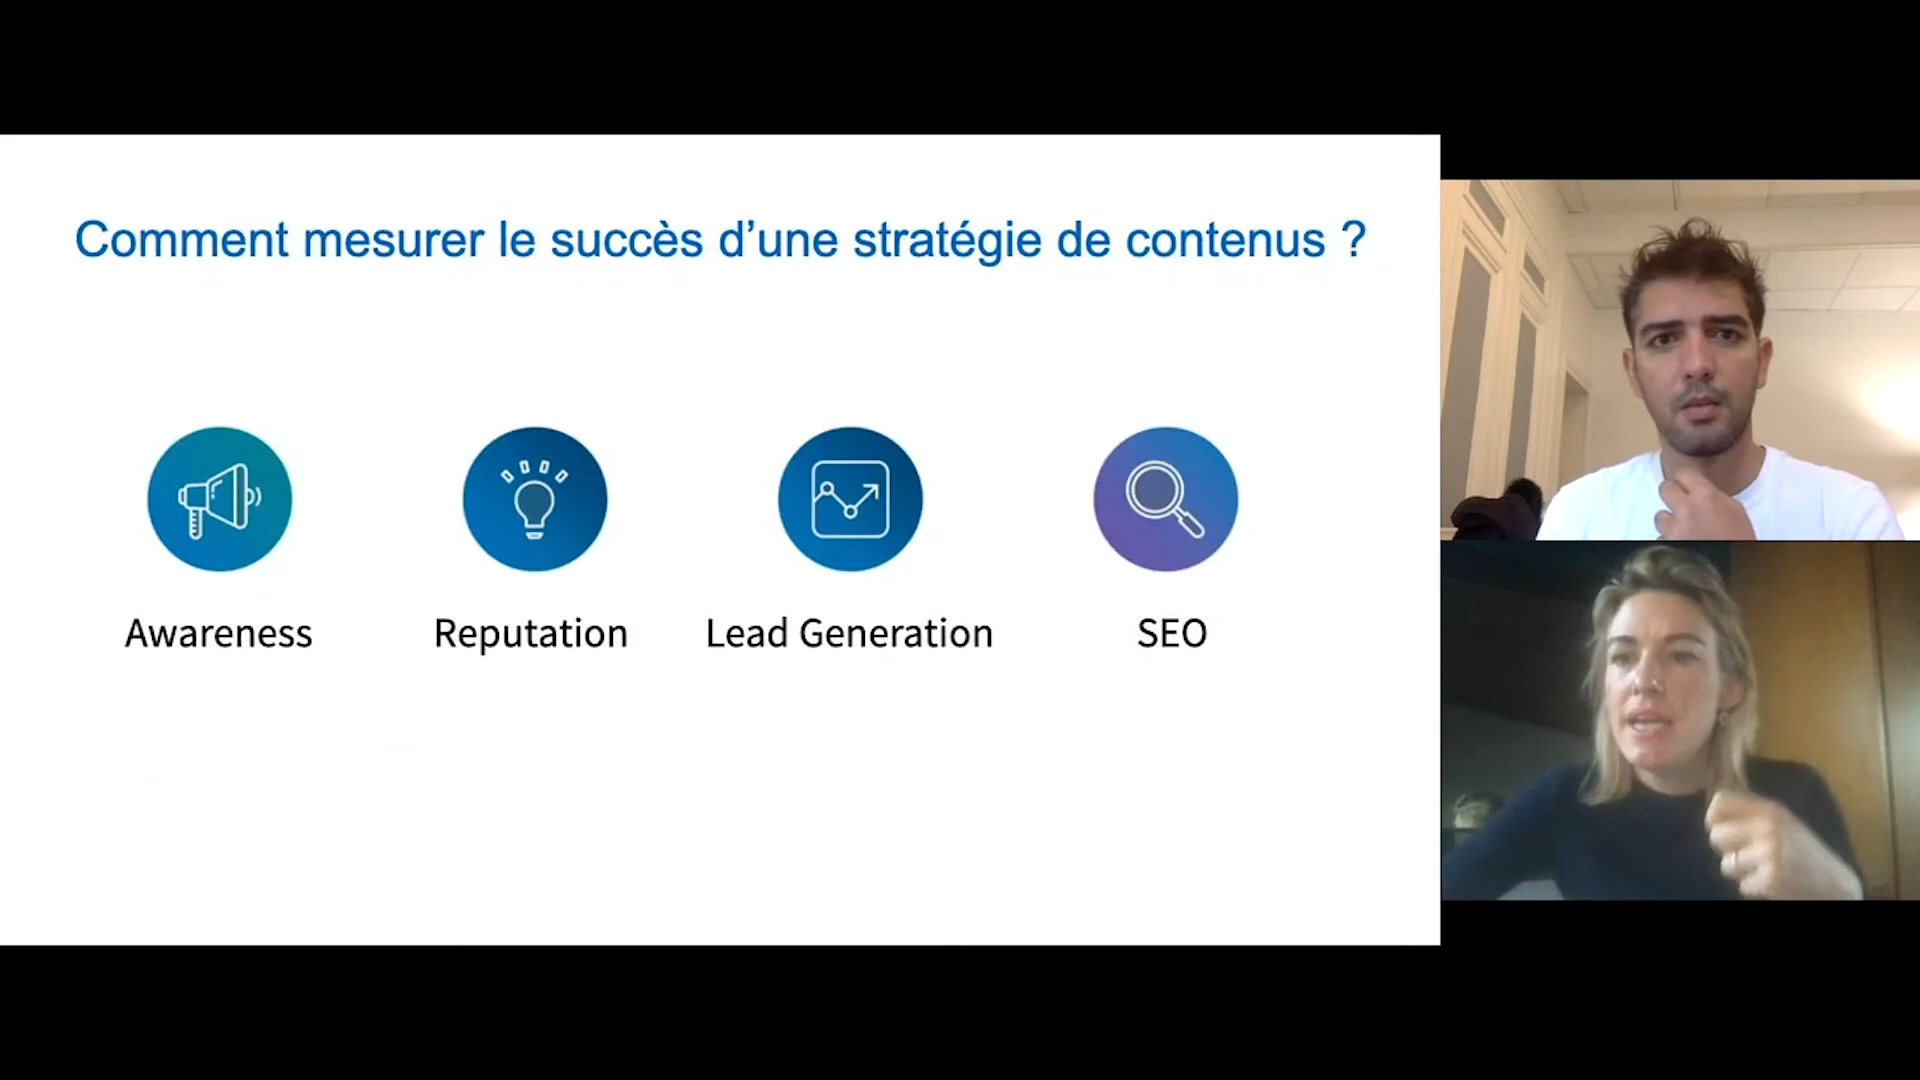 Comment mesurer le succès d’une stratégie de contenus ?
Awareness
Reputation
Lead Generation
SEO